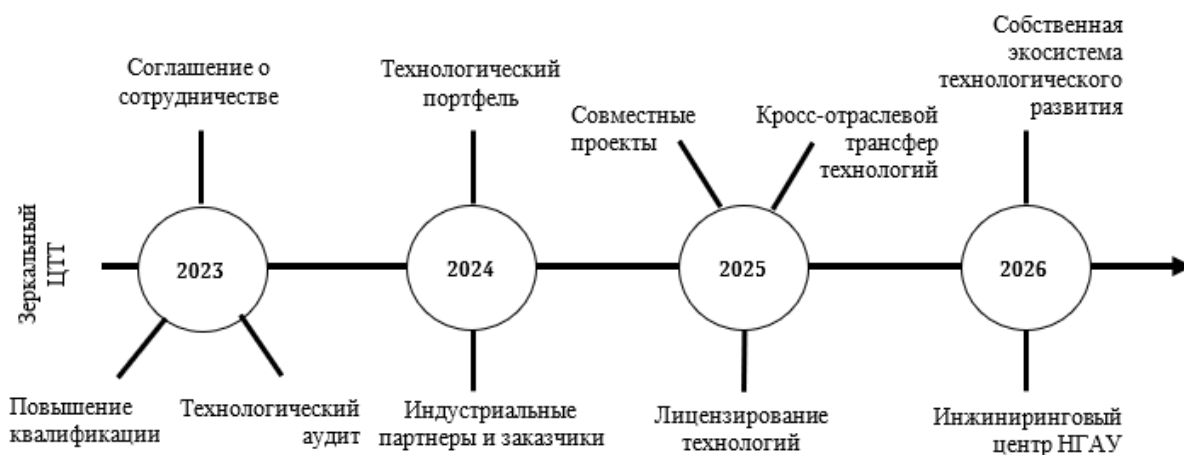 Соглашение о
сотрудничестве
Технологический
портфель
Совместные
проекты
Кросс-отраслевой
трансфер
технологий
Собственная
экосистема
технологического
развития
Зеркальный
ЦТТ
2023
2024
2025
2026
Повышение
квалификации
Технологический
аудит
Индустриальные
партнеры и заказчики
Лицензирование
технологий
Инжиниринговый
центр НГАУ